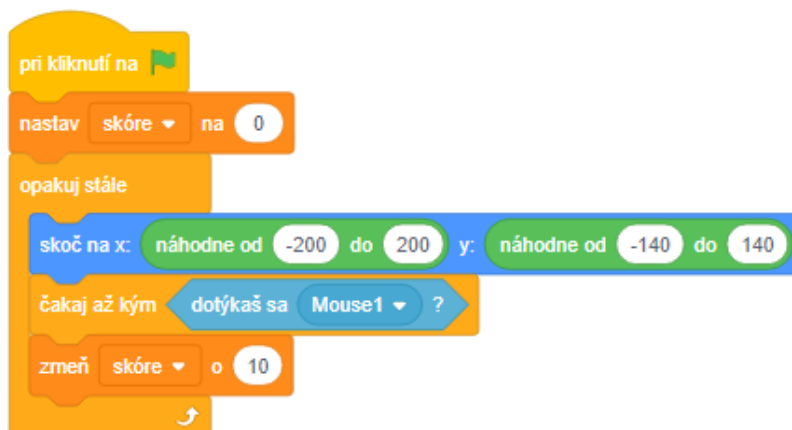 pri kliknutí na
nastav skóre na 0
opakuj stále
skoč na x: náhodne od -200 do 200 y: náhodne od -140 do 140
čakaj až kým dotýkaš sa Mouse1 ?
zmeň skóre o 10